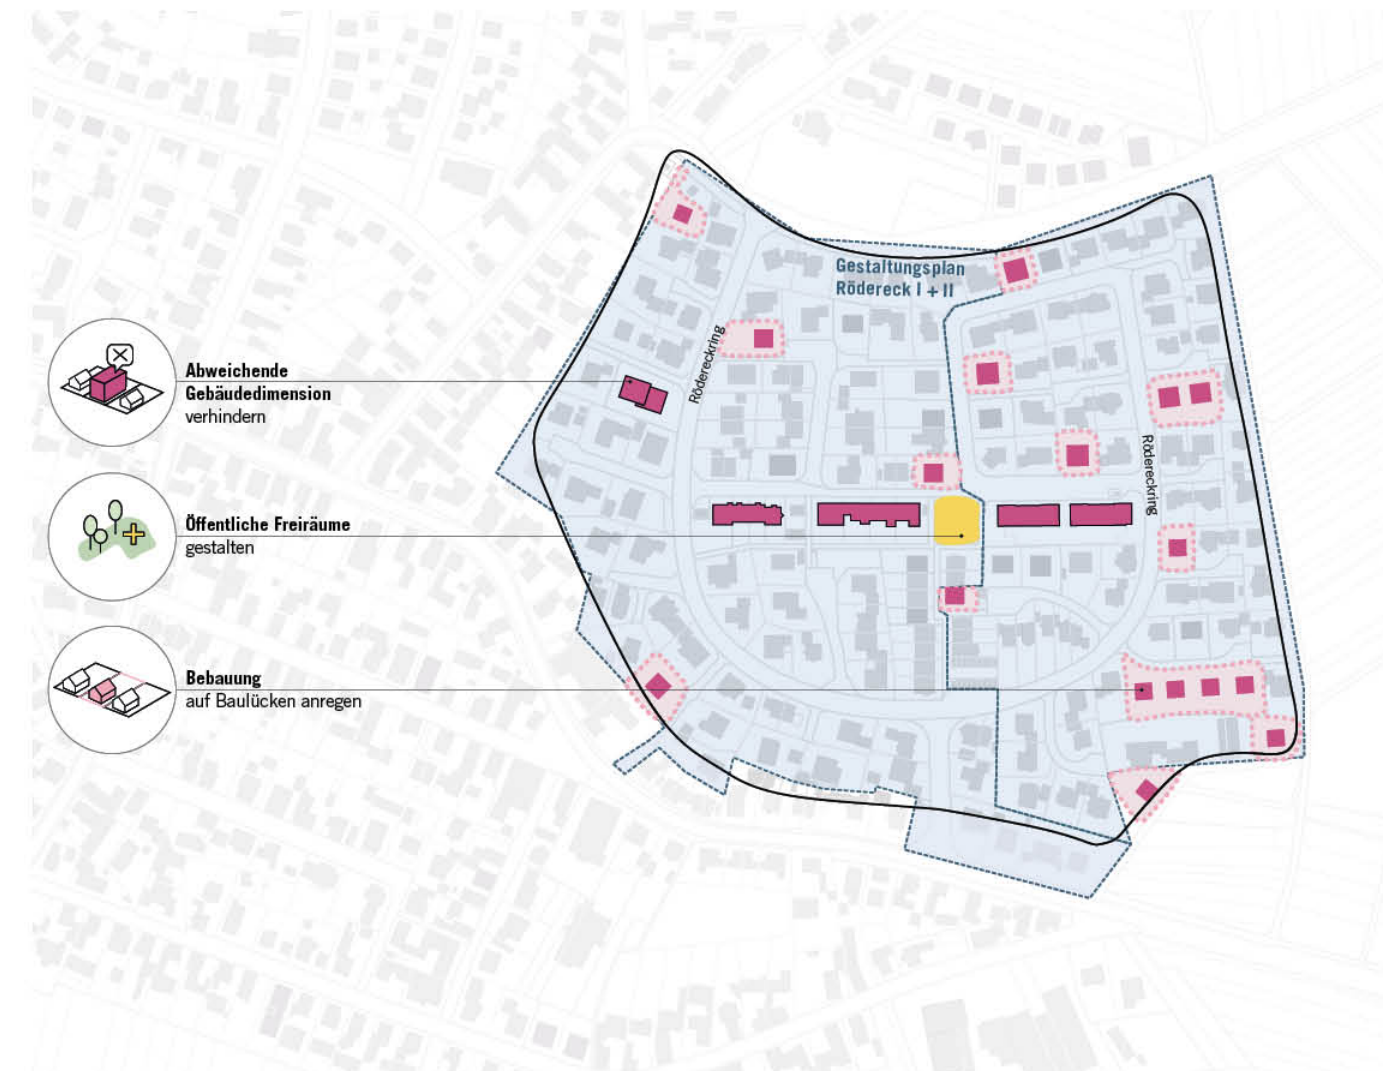 Gestaltungsplan
Rödereck I + II
Rödereckring
Abweichende
Gebäudedimension
verhindern
Rödereckring
Öffentliche Freiräume
gestalten
Bebauung
auf Baulücken anregen